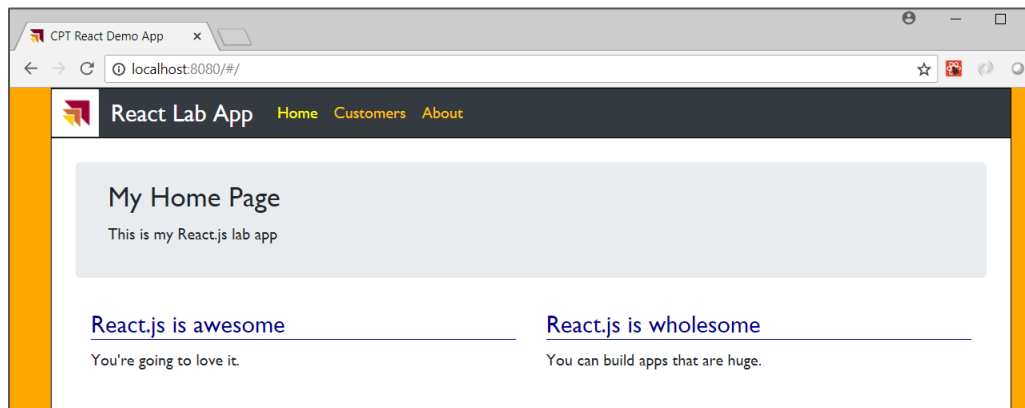 CPT React Demo App
localhost:8080/#/
React Lab App Home Customers About
My Home Page
This is my React.js lab app
React.js is awesome
You're going to love it.
React.js is wholesome
You can build apps that are huge.